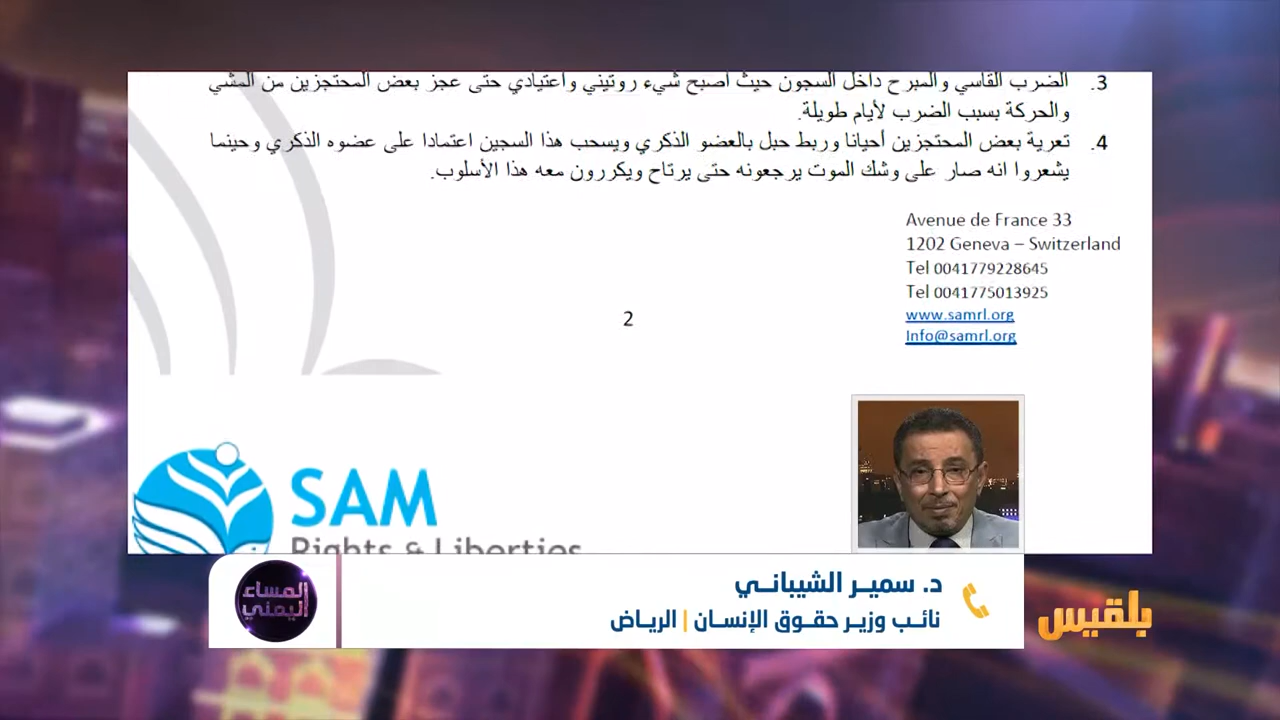 3. الضرب القاسي والمبرح داخل السجون حيث أصبح شيء روتيني واعتيادي حتى عجز بعض المحتجزين من المشي
والحركة بسبب الضرب لأيام طويلة.
4. تعرية بعض المحتجزين أحيانا وربط حبل بالعضو الذكري ويسحب هذا السجين اعتمادا على عضوه الذكري وحينما
يشعروا انه صار على وشك الموت يرجعونه حتى يرتاح ويكررون معه هذا الأسلوب.
Avenue de France 33
1202 Geneva – Switzerland
Tel 0041779228645
Tel 0041775013925
www.samrl.org
Info@samrl.org
2
SAM
Rights & Liberties
د. سمير الشيباني
نائب وزير حقوق الإنسان | الرياض
المساء
اليمني
بلقيس